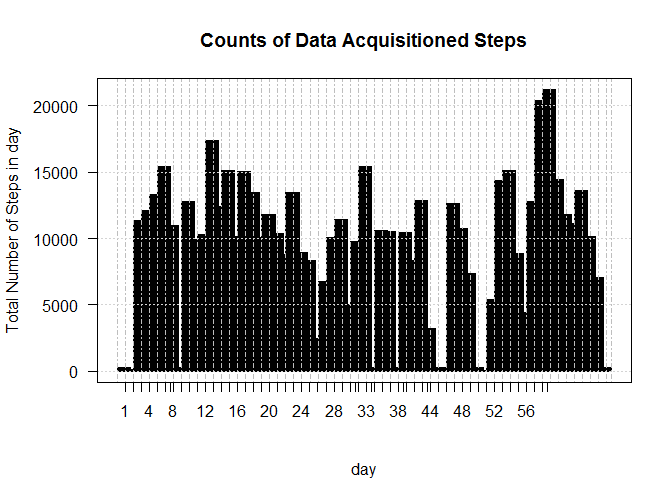 Counts of Data Acquisitioned Steps
Total Number of Steps in day
20000
15000
10000
5000
0
1 4 8 12 16 20 24 28 33 38 44 48 52 56
day